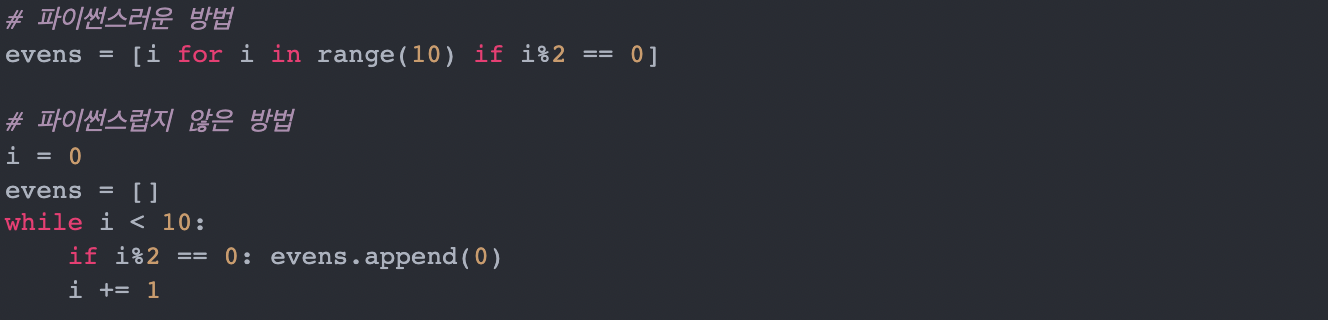 # 파이썬스러운 방법
evens = [i for i in range(10) if i%2 == 0]
# 파이썬스럽지 않은 방법
i = 0
evens = []
while i < 10:
    if i%2 == 0: evens.append(0)
    i += 1